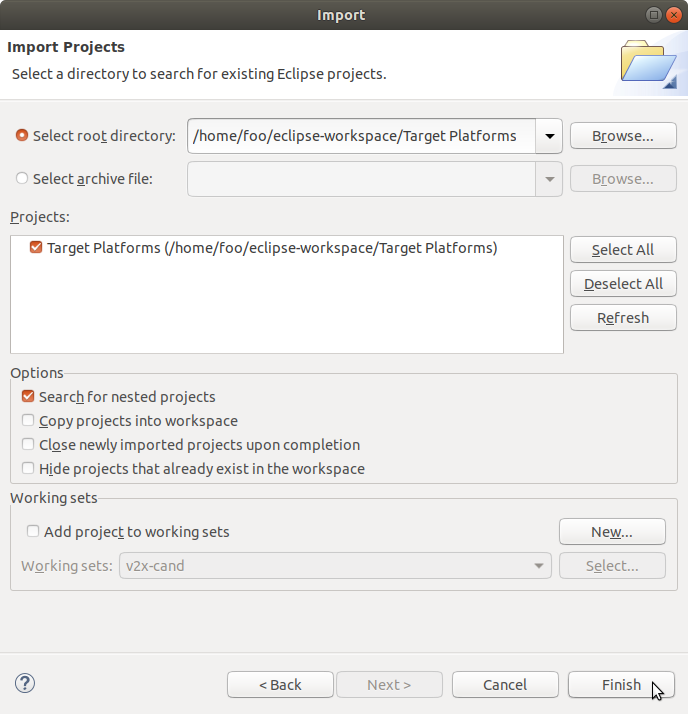 Import
Import Projects
Select a directory to search for existing Eclipse projects.
Select root directory: /home/foo/eclipse-workspace/Target Platforms Browse...
Select archive file: Browse...
Projects:
Target Platforms (/home/foo/eclipse-workspace/Target Platforms)
Select All
Deselect All
Refresh
Options
Search for nested projects
Copy projects into workspace
Close newly imported projects upon completion
Hide projects that already exist in the workspace
Working sets
Add project to working sets New...
Working sets: v2x-cand Select...
? < Back Next > Cancel Finish